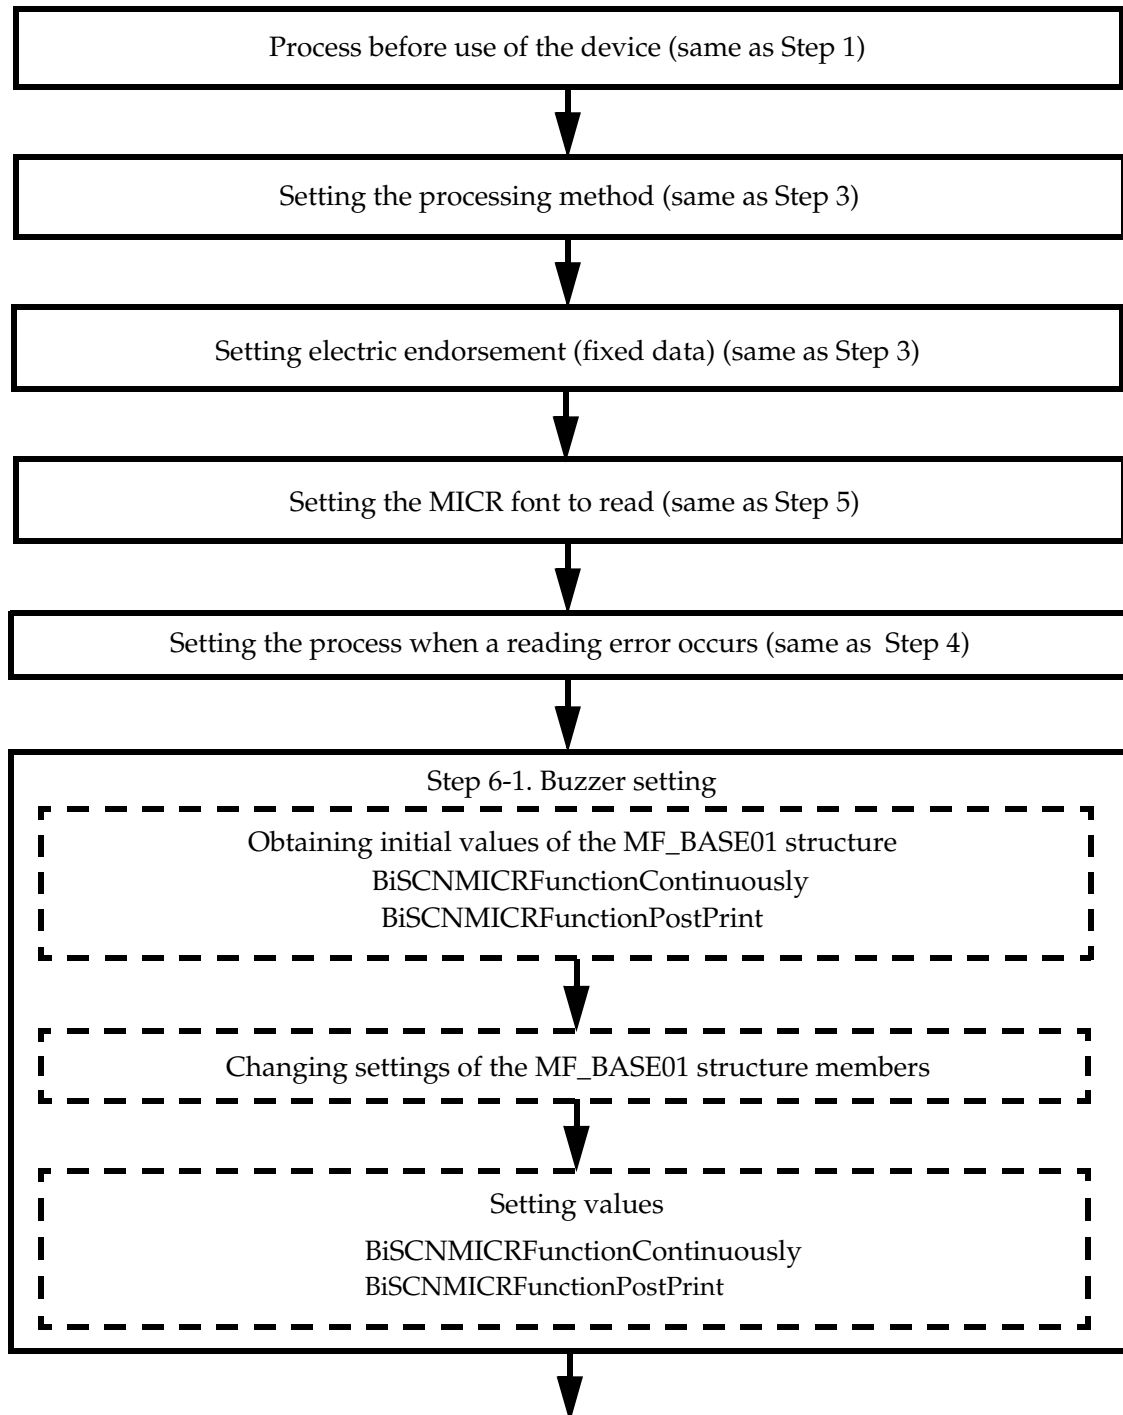 Process before use of the device (same as Step 1)
Setting the processing method (same as Step 3)
Setting electric endorsement (fixed data) (same as Step 3)
Setting the MICR font to read (same as Step 5)
Setting the process when a reading error occurs (same as  Step 4)
Step 6-1. Buzzer setting
Obtaining initial values of the MF_BASE01 structure
BiSCNMICRFunctionContinuously
BiSCNMICRFunctionPostPrint
Changing settings of the MF_BASE01 structure members
Setting values
BiSCNMICRFunctionContinuously
BiSCNMICRFunctionPostPrint